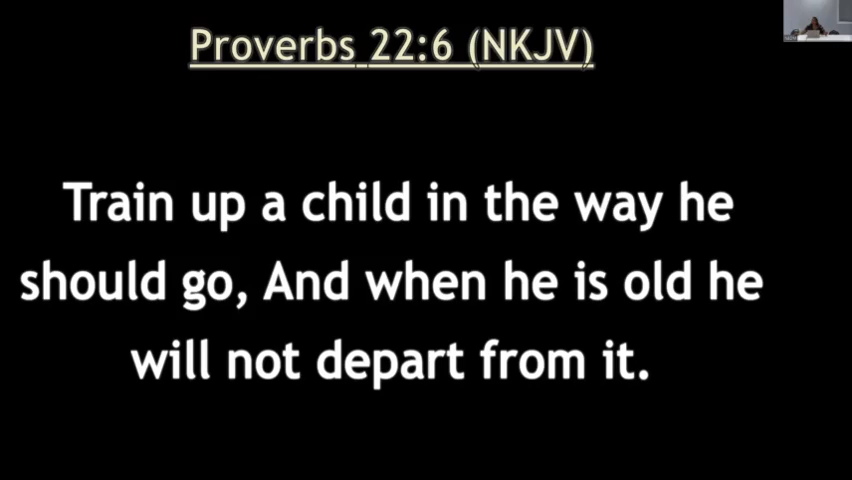 Proverbs 22:6 (NKJV)
Train up a child in the way he
should go, And when he is old he
will not depart from it.